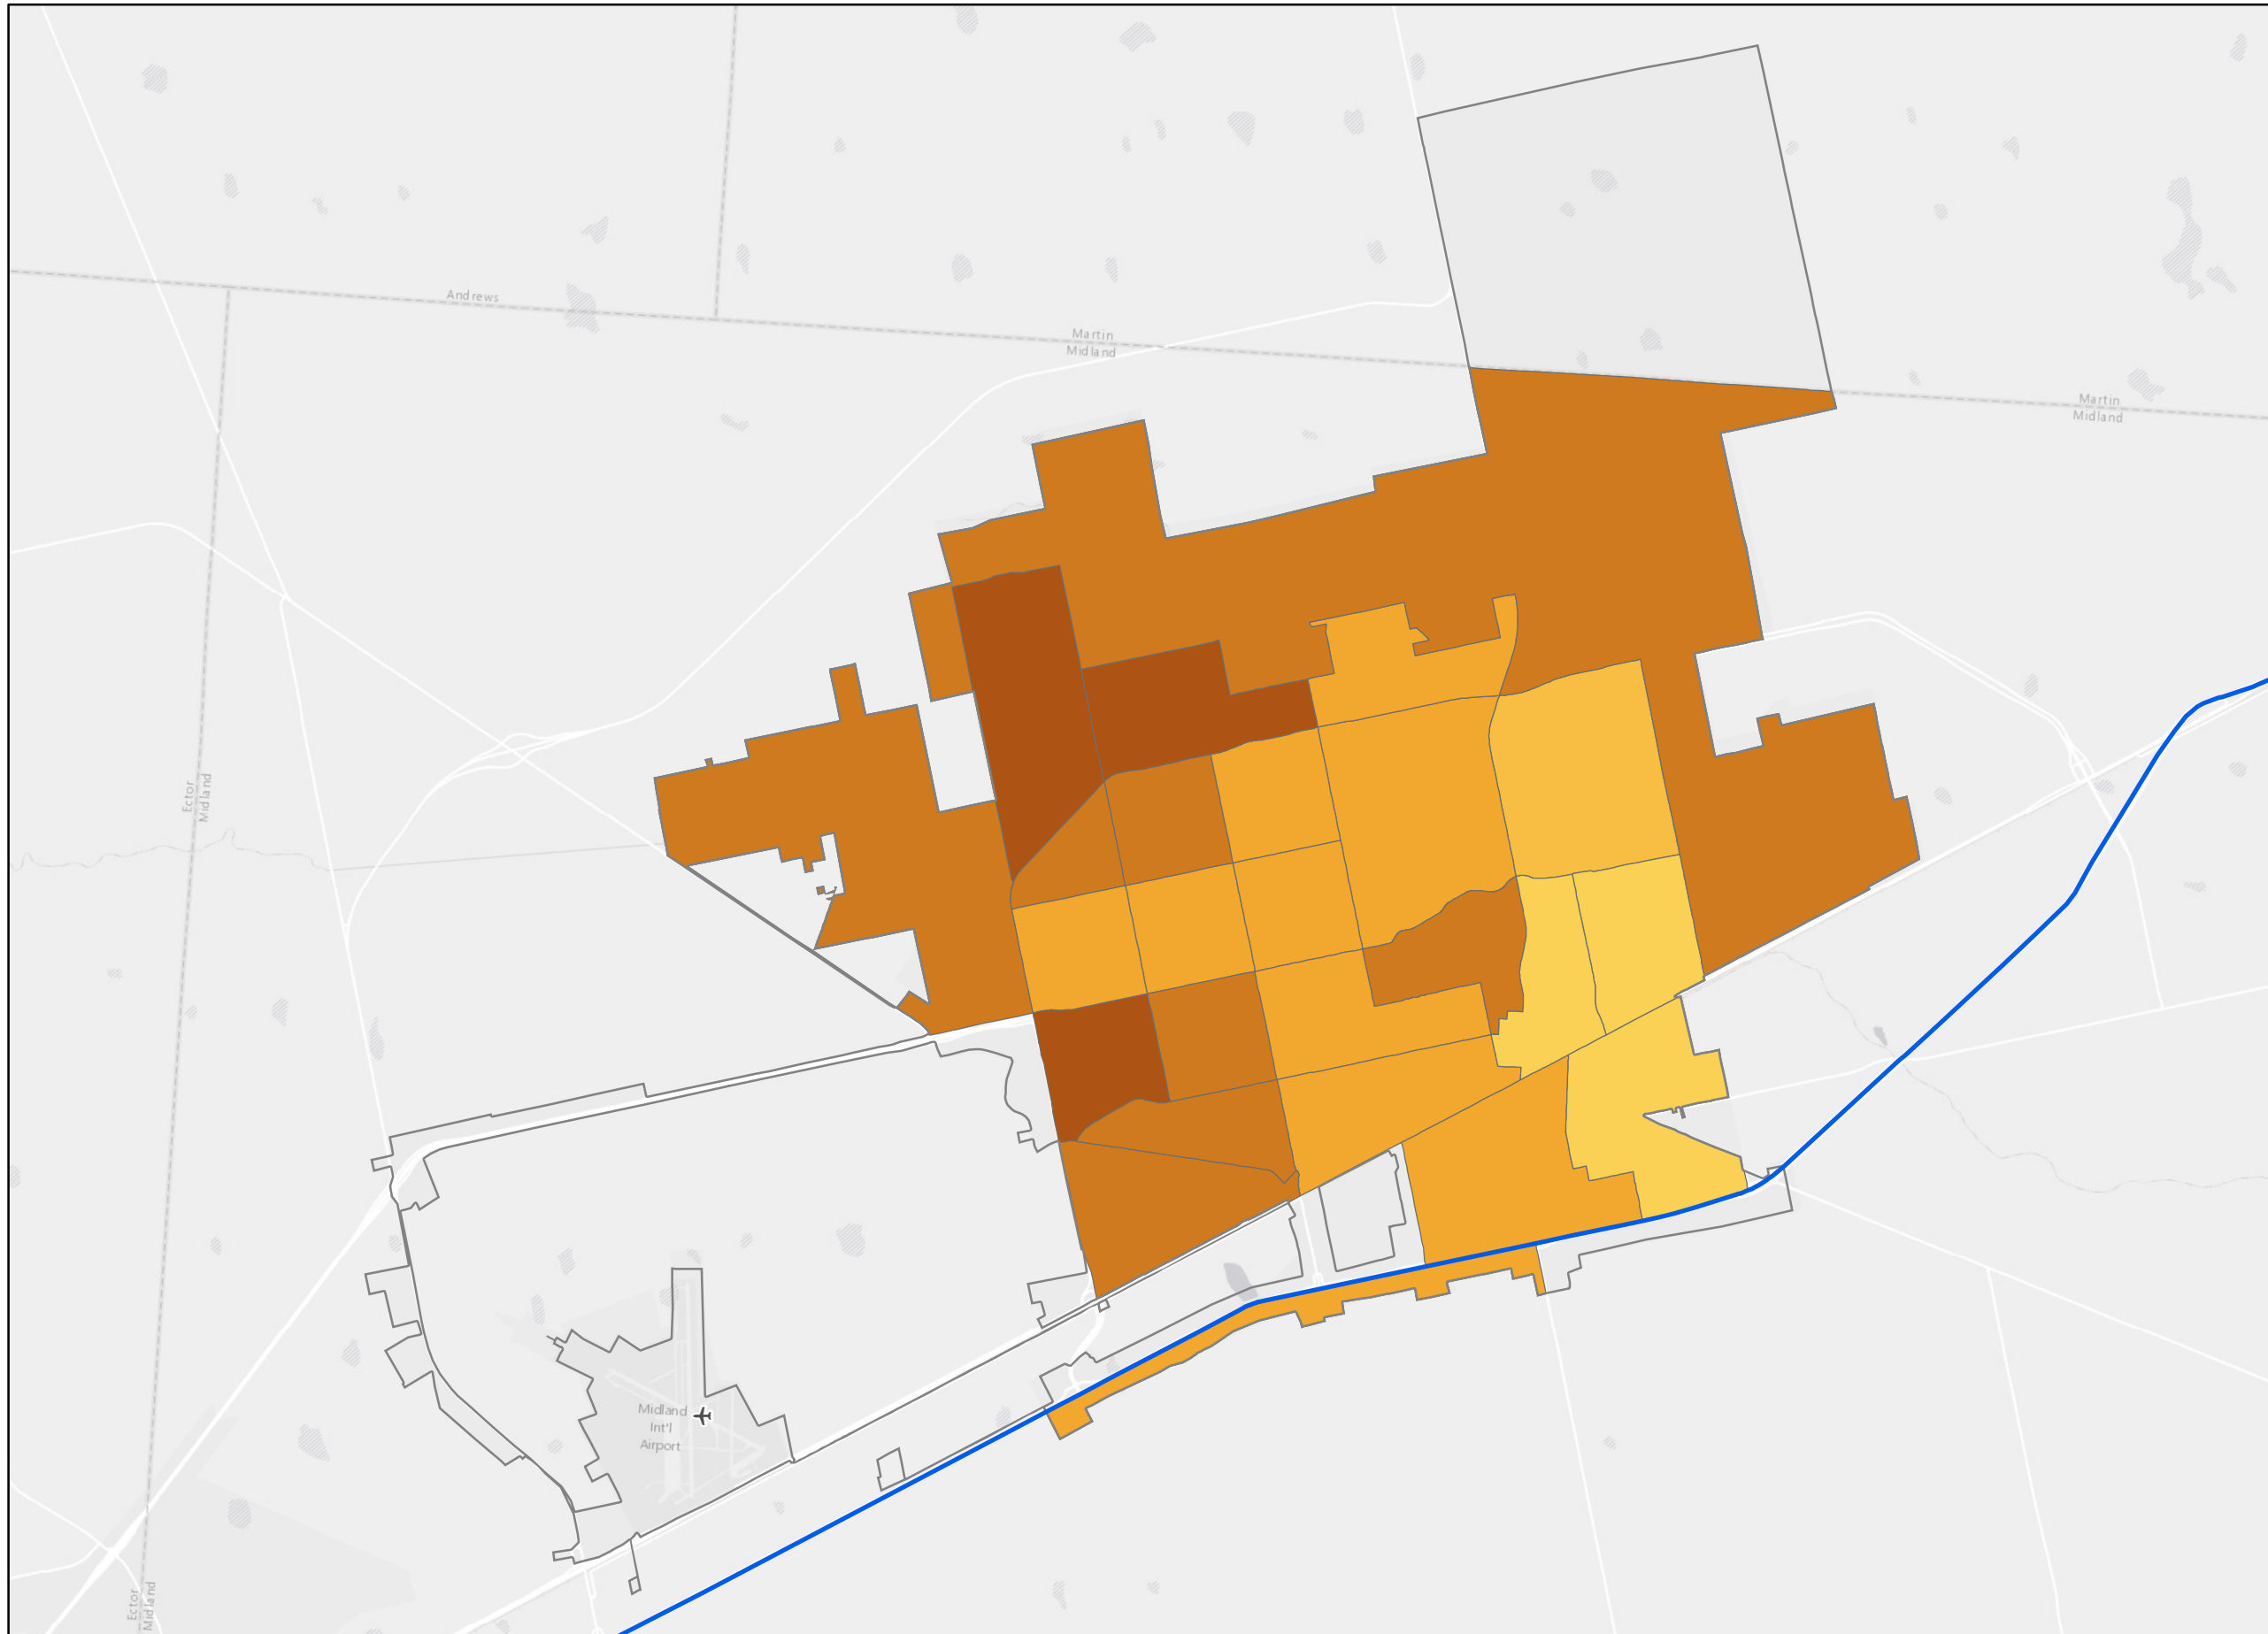 Andrews
Martin
Midland
Martin
Midland
Ector
Midland
Midland
Int'l
Airport
Ector
Midland